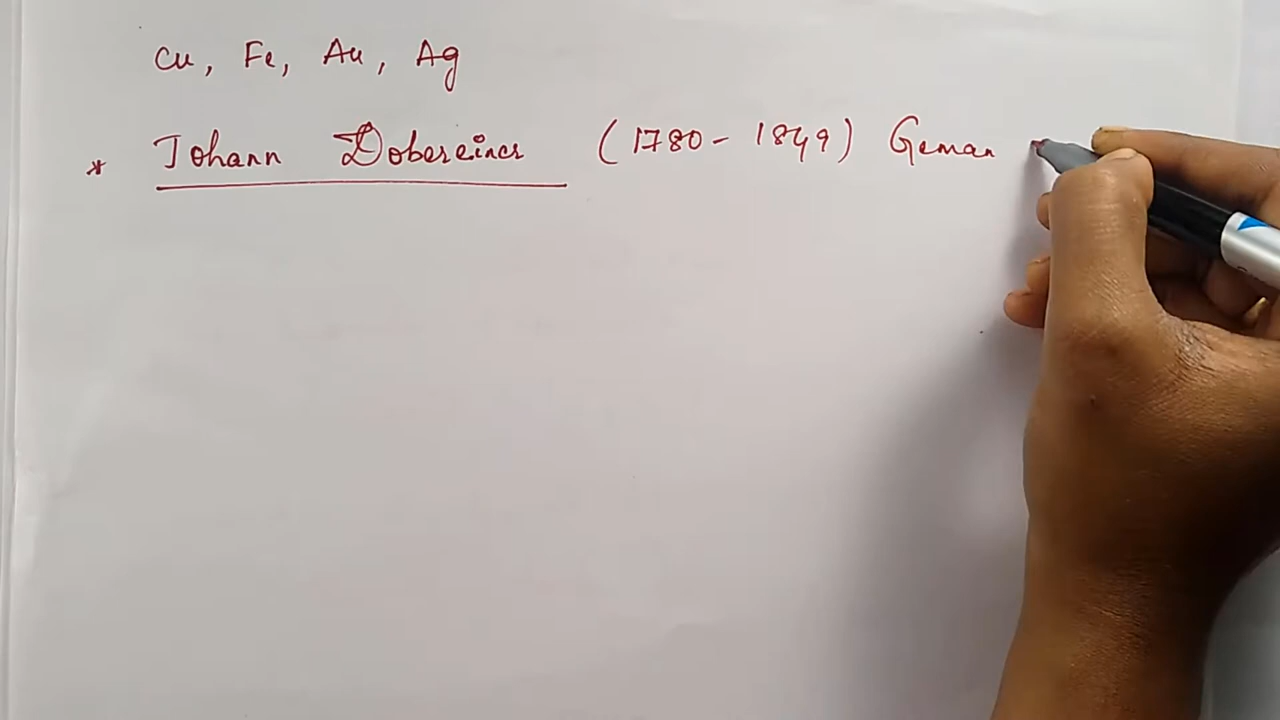 Cu, Fe, Au, Ag
* Johann Dobereiner (1780 - 1849) Geman